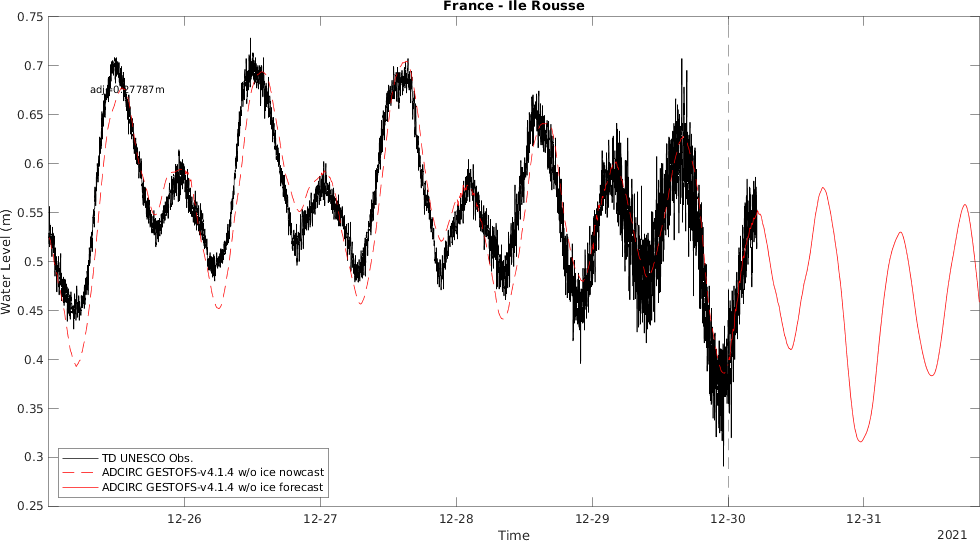 France - Ile Rousse
0.75
0.7
adj=0.27787m
0.65
0.6
0.55
0.5
0.45
0.4
0.35
0.3
0.25
Water Level (m)
TD UNESCO Obs.
ADCIRC GESTOFS-v4.1.4 w/o ice nowcast
ADCIRC GESTOFS-v4.1.4 w/o ice forecast
12-26 12-27 12-28 12-29 12-30 12-31
Time
2021